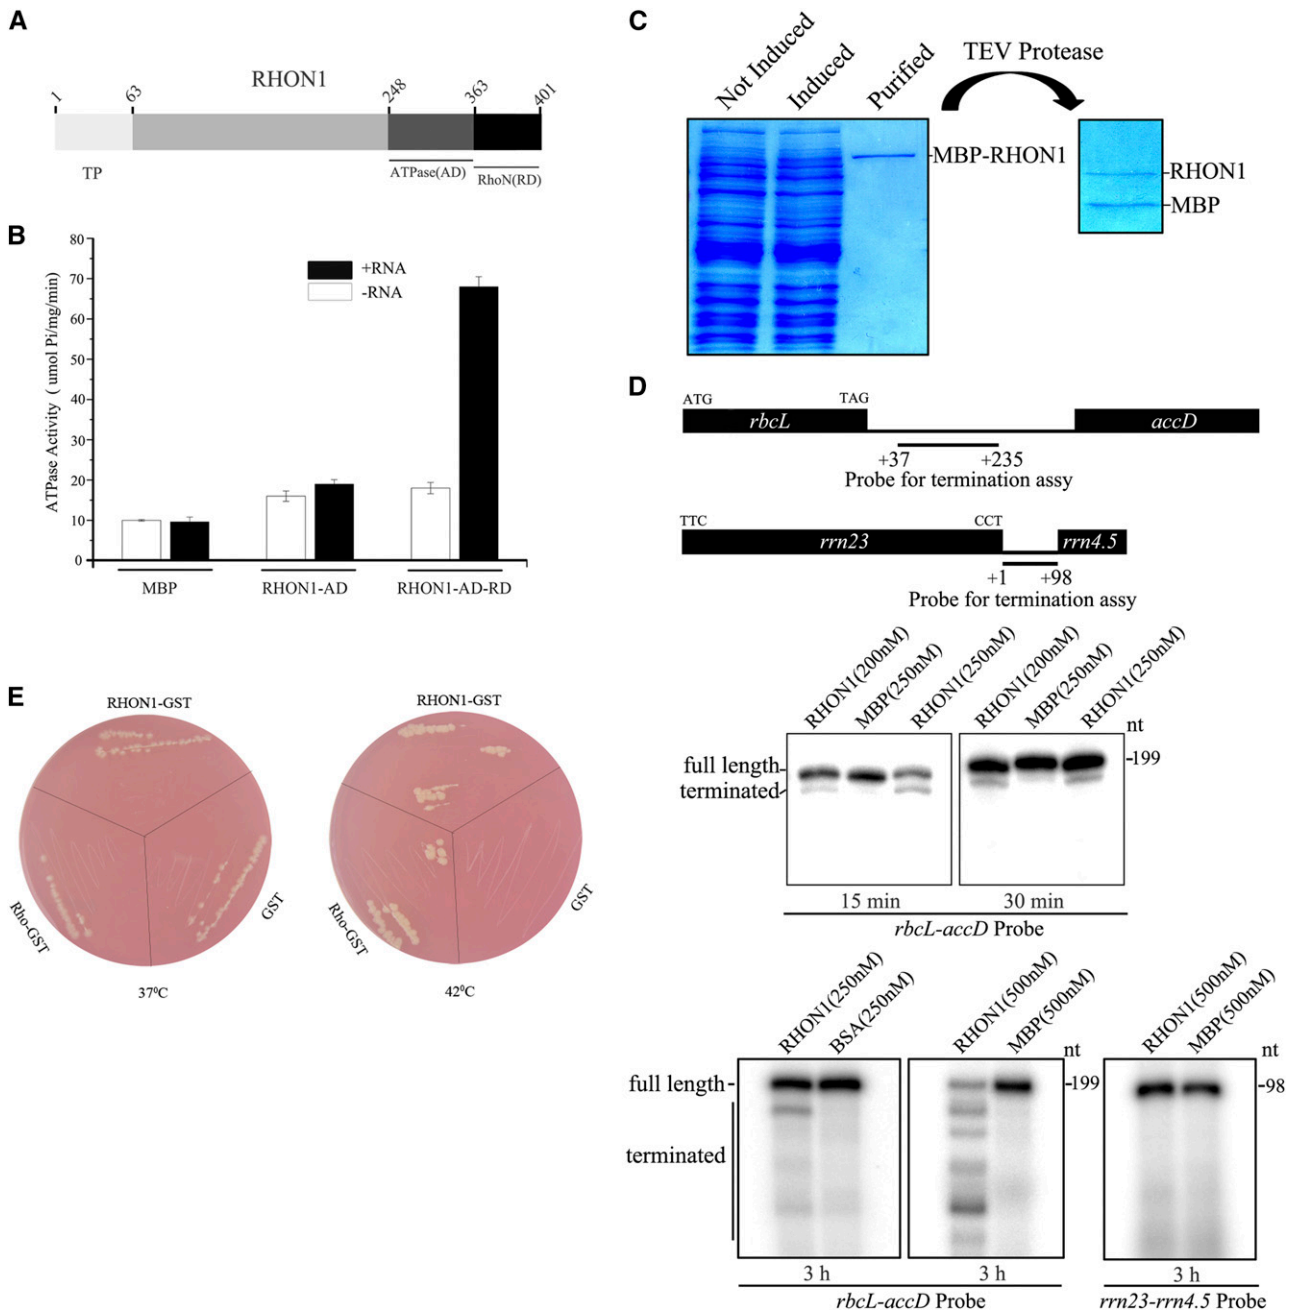 A
RHON1
1 63 248 363 401
TP
ATPase(AD)
RhoN(RD)
B
ATPase Activity ( umol Pi/mg/min)
80
70
60
50
40
30
20
10
0
+RNA
-RNA
MBP RHON1-AD RHON1-AD-RD
C
Not Induced
Induced
Purified
TEV Protease
MBP-RHON1
RHON1
MBP
D
ATG TAG
rbcL accD
+37 +235
Probe for termination assy
TTC CCT
rrn23 rrn4.5
+1 +98
Probe for termination assy
RHON1(200nM)
MBP(250nM)
RHON1(250nM)
RHON1(200nM)
MBP(250nM)
RHON1(250nM)
nt
full length
terminated
-199
15 min 30 min
rbcL-accD Probe
RHON1(250nM)
BSA(250nM)
RHON1(500nM)
MBP(500nM)
nt
RHON1(500nM)
MBP(500nM)
nt
full length -
-199
-98
terminated
3 h 3 h 3 h
rbcL-accD Probe
rrn23-rrn4.5 Probe
E
RHON1-GST
Rho-GST
GST
37⁰C
RHON1-GST
Rho-GST
GST
42⁰C